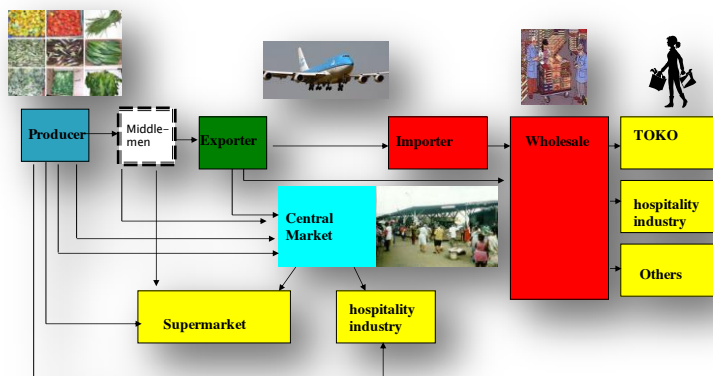 Producer
Middle-
men
Exporter
Importer
Wholesale
TOKO
hospitality
industry
Others
Central
Market
Supermarket
hospitality
industry